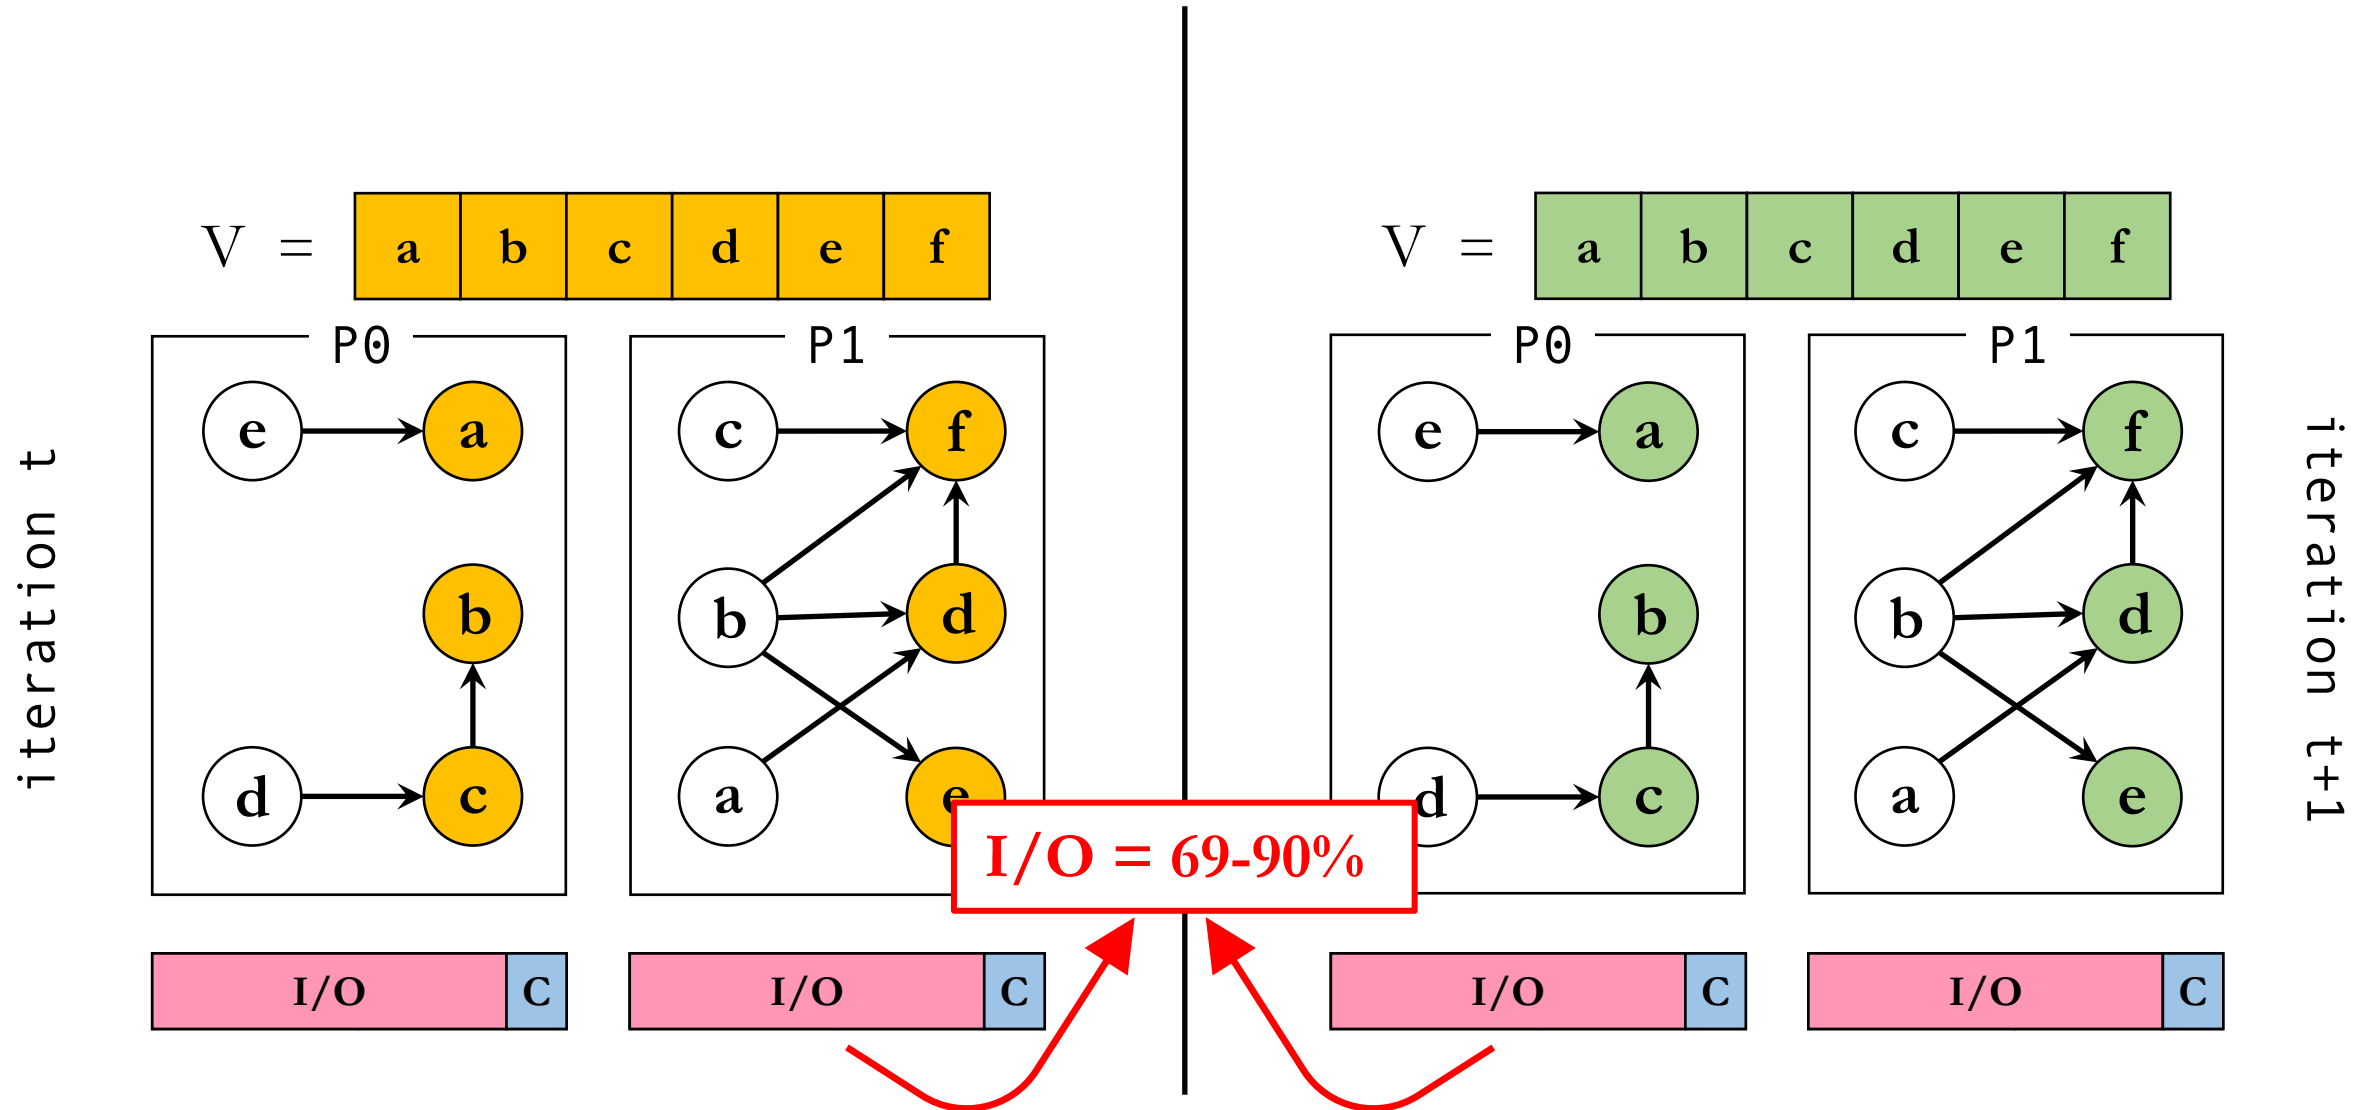 V = a b c d e f
P0
e a
b
d c
P1
c f
b d
a e
I/O C
I/O C
iteration t
I/O = 69-90%
V = a b c d e f
P0
e a
b
d c
P1
c f
b d
a e
I/O C
I/O C
iteration t+1